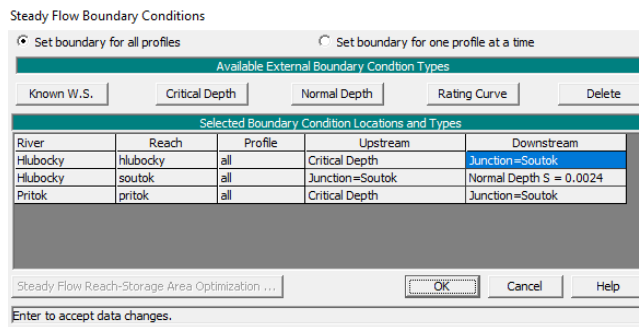 Steady Flow Boundary Conditions
Set boundary for all profiles Set boundary for one profile at a time
Available External Boundary Condtion Types
Known W.S. Critical Depth Normal Depth Rating Curve Delete
Selected Boundary Condition Locations and Types
River Reach Profile Upstream Downstream
Hlubocky hlubocky all Critical Depth Junction=Soutok
Hlubocky soutok all Junction=Soutok Normal Depth S = 0.0024
Pritok pritok all Critical Depth Junction=Soutok
Steady Flow Reach-Storage Area Optimization ... OK Cancel Help
Enter to accept data changes.